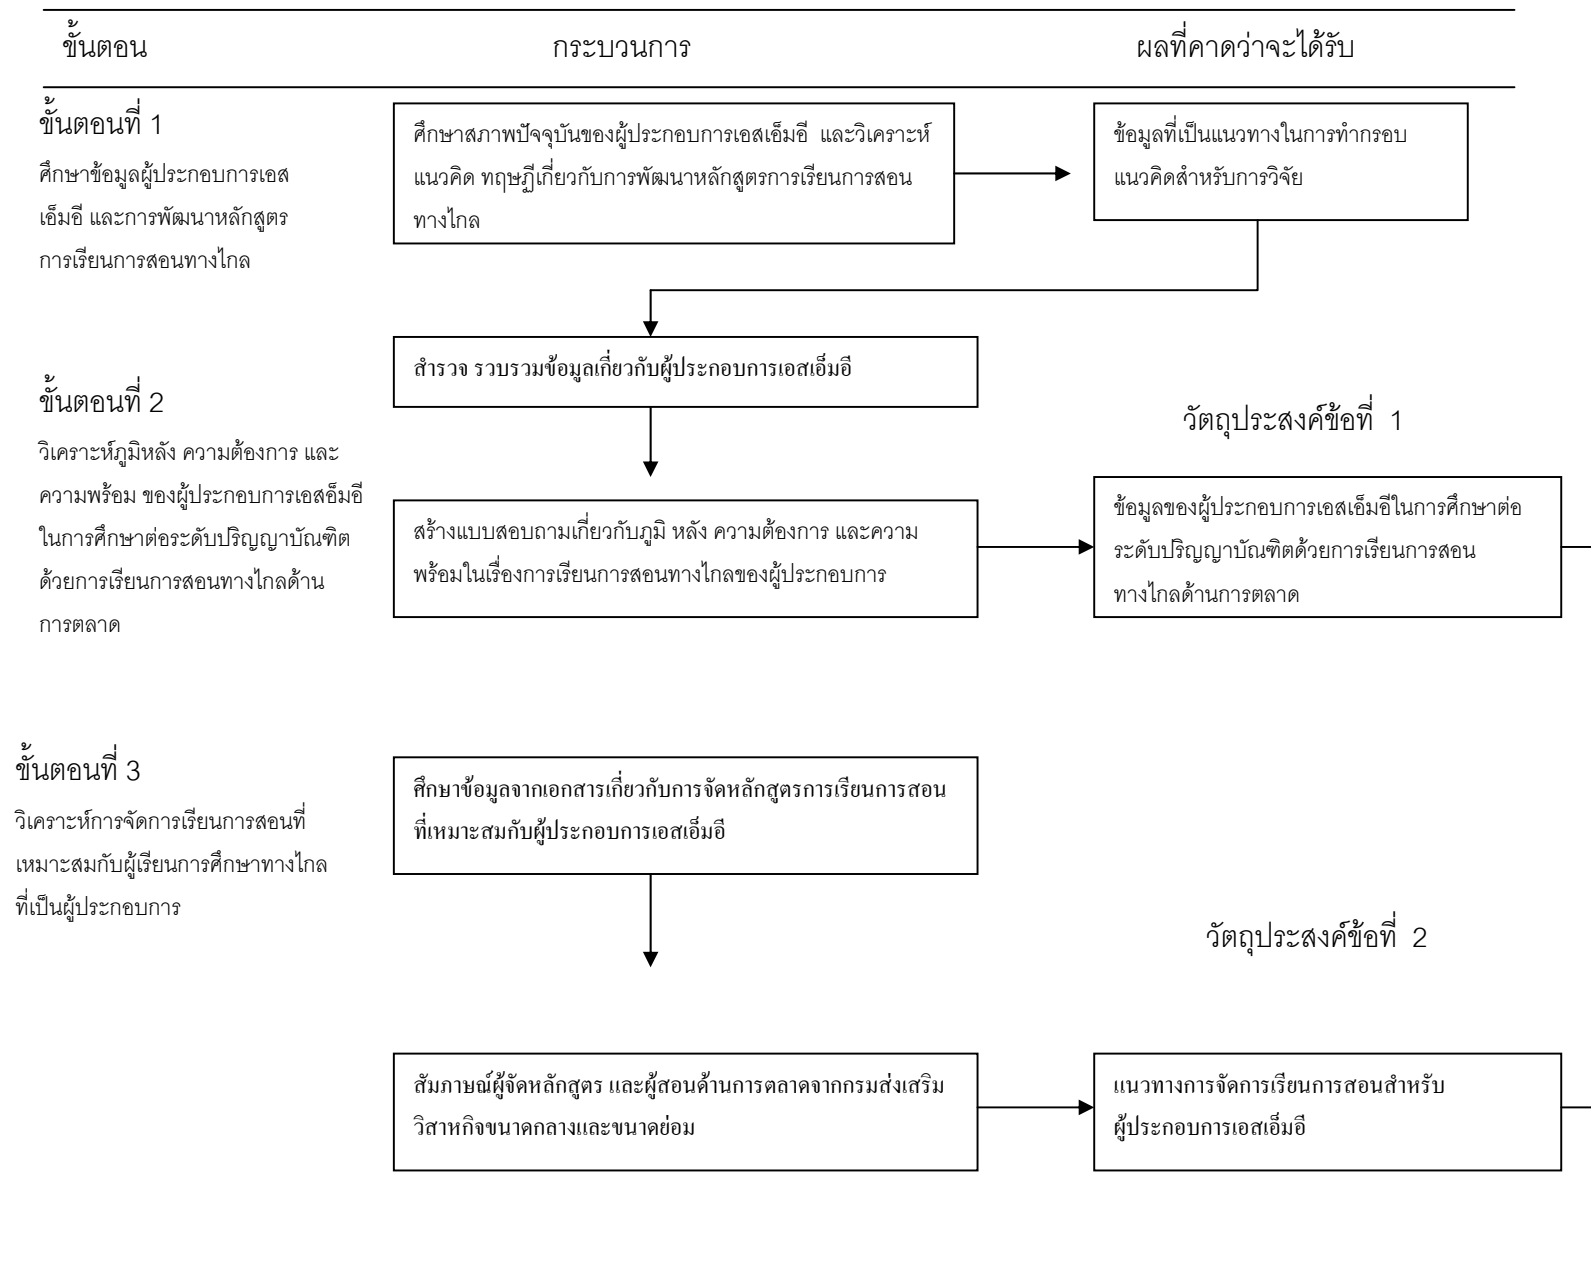 ขั้นตอน กระบวนการ ผลที่คาดว่าจะได้รับ
ขั้นตอนที่ 1
ศึกษาข้อมูลผู้ประกอบการเอส
เอ็มอี และการพัฒนาหลักสูตร
การเรียนการสอนทางไกล
ศึกษาสภาพปัจจุบันของผู้ประกอบการเอสเอ็มอี และวิเคราะห์
แนวคิด ทฤษฎีเกี่ยวกับการพัฒนาหลักสูตรการเรียนการสอน
ทางไกล
ข้อมูลที่เป็นแนวทางในการทำกรอบ
แนวคิดสำหรับการวิจัย
ขั้นตอนที่ 2
วิเคราะห์ภูมิหลัง ความต้องการ และ
ความพร้อม ของผู้ประกอบการเอสอ็มอี
ในการศึกษาต่อระดับปริญญาบัณฑิต
ด้วยการเรียนการสอนทางไกลด้าน
การตลาด
สำรวจ รวบรวมข้อมูลเกี่ยวกับผู้ประกอบการเอสเอ็มอี
สร้างแบบสอบถามเกี่ยวกับภูมิ หลัง ความต้องการ และความ
พร้อมในเรื่องการเรียนการสอนทางไกลของผู้ประกอบการ
วัตถุประสงค์ข้อที่ 1
ข้อมูลของผู้ประกอบการเอสเอ็มอีในการศึกษาต่อ
ระดับปริญญาบัณฑิตด้วยการเรียนการสอน
ทางไกลด้านการตลาด
ขั้นตอนที่ 3
วิเคราะห์การจัดการเรียนการสอนที่
เหมาะสมกับผู้เรียนการศึกษาทางไกล
ที่เป็นผู้ประกอบการ
ศึกษาข้อมูลจากเอกสารเกี่ยวกับการจัดหลักสูตรการเรียนการสอน
ที่เหมาะสมกับผู้ประกอบการเอสเอ็มอี
วัตถุประสงค์ข้อที่ 2
สัมภาษณ์ผู้จัดหลักสูตร และผู้สอนด้านการตลาดจากกรมส่งเสริม
วิสาหกิจขนาดกลางและขนาดย่อม
แนวทางการจัดการเรียนการสอนสำหรับ
ผู้ประกอบการเอสเอ็มอี